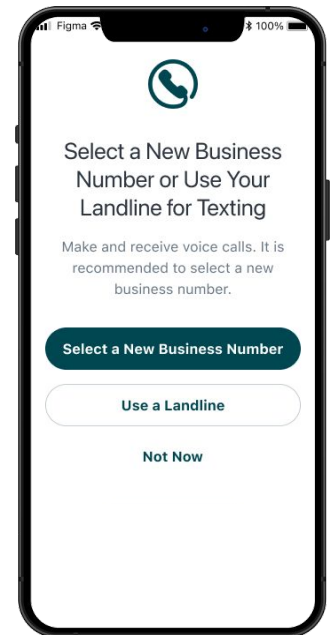 Figma 100%
Select a New Business
Number or Use Your
Landline for Texting
Make and receive voice calls. It is
recommended to select a new
business number.
Select a New Business Number
Use a Landline
Not Now